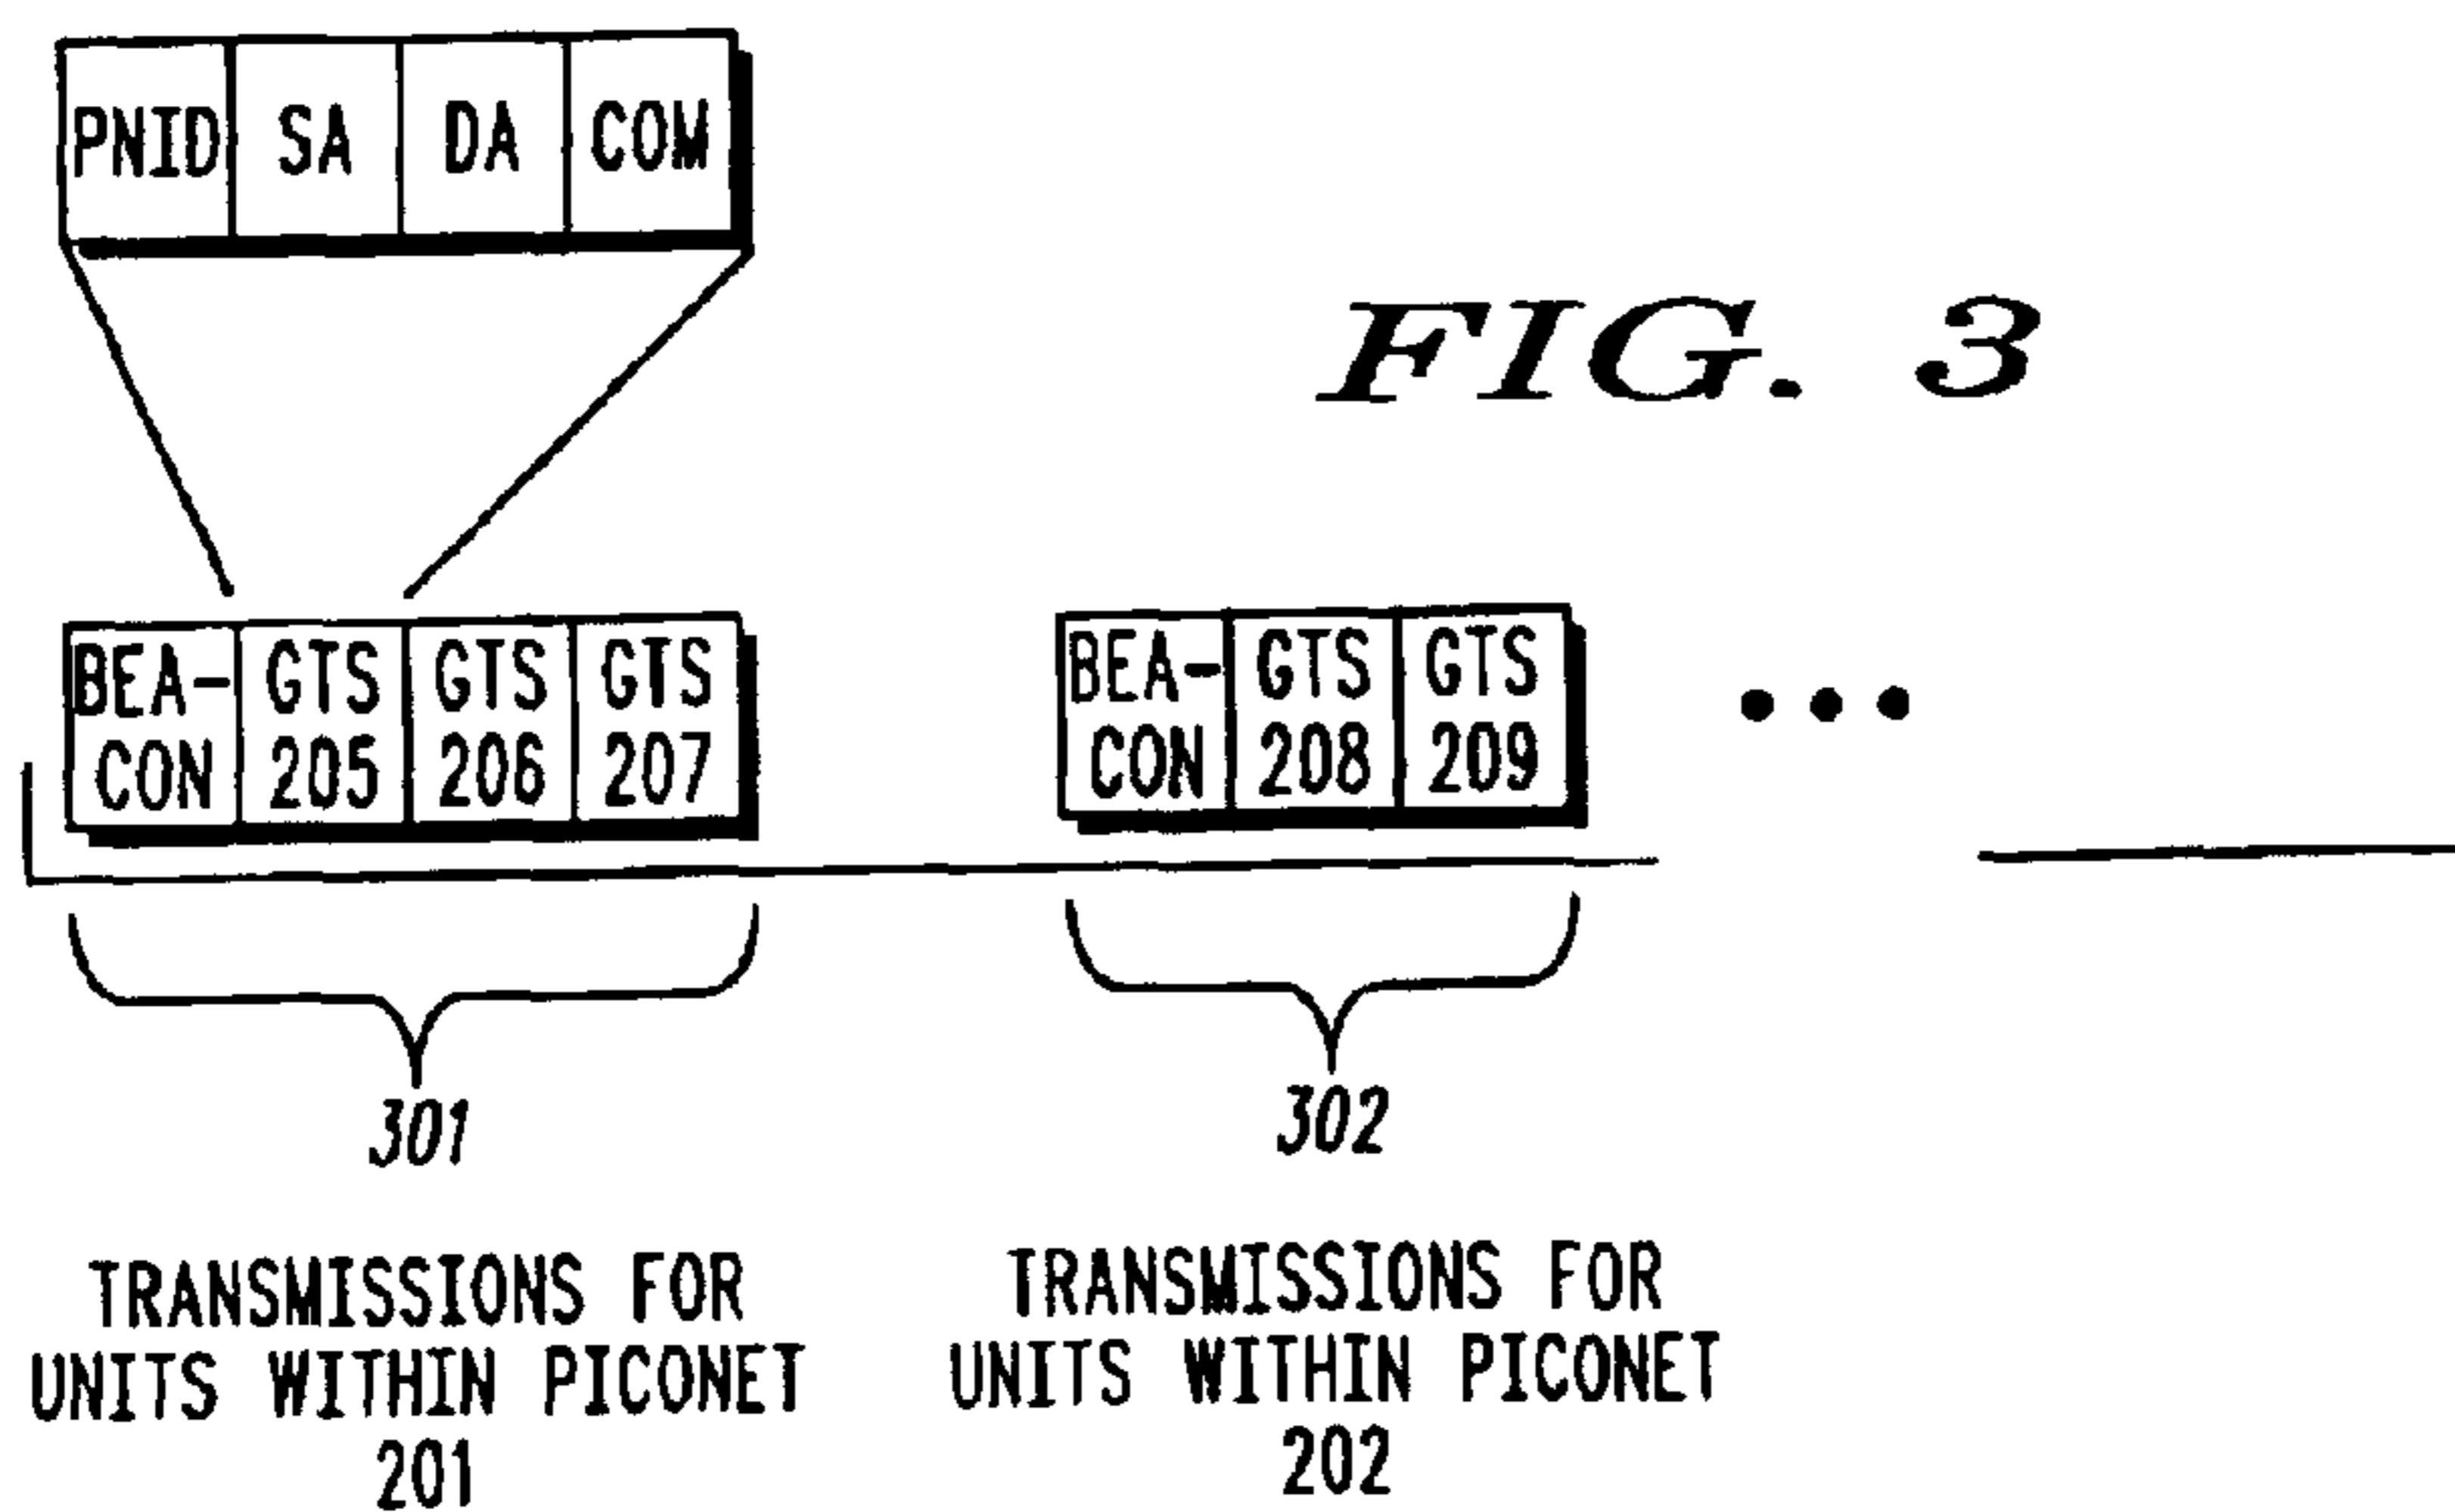 PNID SA DA COM
FIG. 3
BEA-
CON
GTS
205
GTS
206
GTS
207
BEA-
CON
GTS
208
GTS
209
301
302
TRANSMISSIONS FOR
UNITS WITHIN PICONET
201
TRANSMISSIONS FOR
UNITS WITHIN PICONET
202